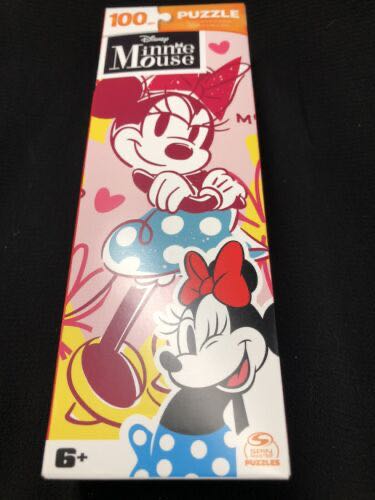 100 PUZZLE
Disney
Minnie
Mouse
M
6+
SPIN
MASTER
PUZZLES